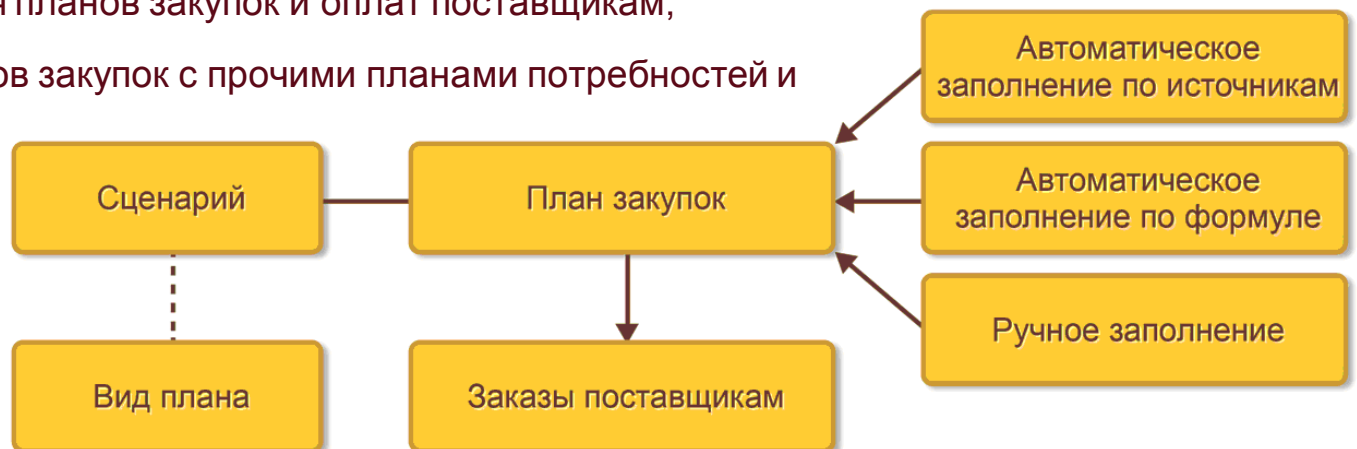 планов закупок и оплат поставщикам,
ов закупок с прочими планами потребностей и
Автоматическое
заполнение по источникам
Сценарий
План закупок
Автоматическое
заполнение по формуле
Ручное заполнение
Вид плана
Заказы поставщикам